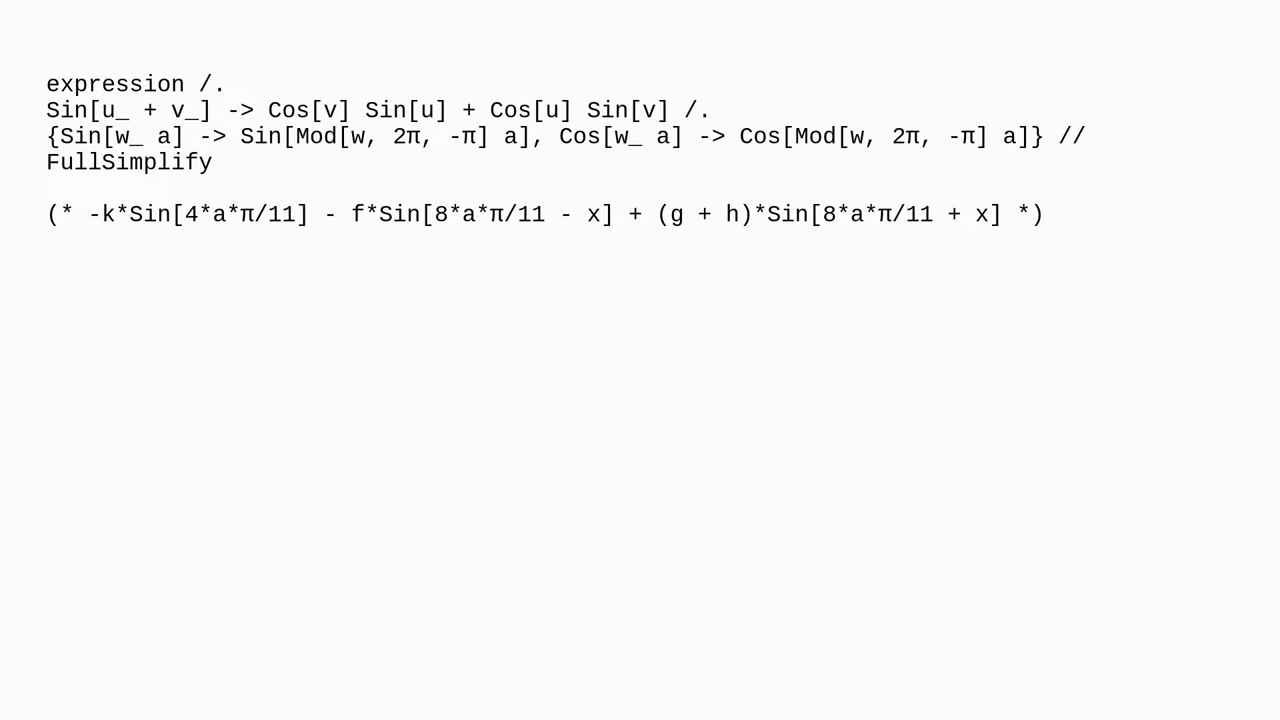 expression /.
Sin[u_ + v_] -> Cos[v] Sin[u] + Cos[u] Sin[v] /.
{Sin[w_ a] -> Sin[Mod[w, 2π, -π] a], Cos[w_ a] -> Cos[Mod[w, 2π, -π] a]} //
FullSimplify
(* -k*Sin[4*a*π/11] - f*Sin[8*a*π/11 - x] + (g + h)*Sin[8*a*π/11 + x] *)